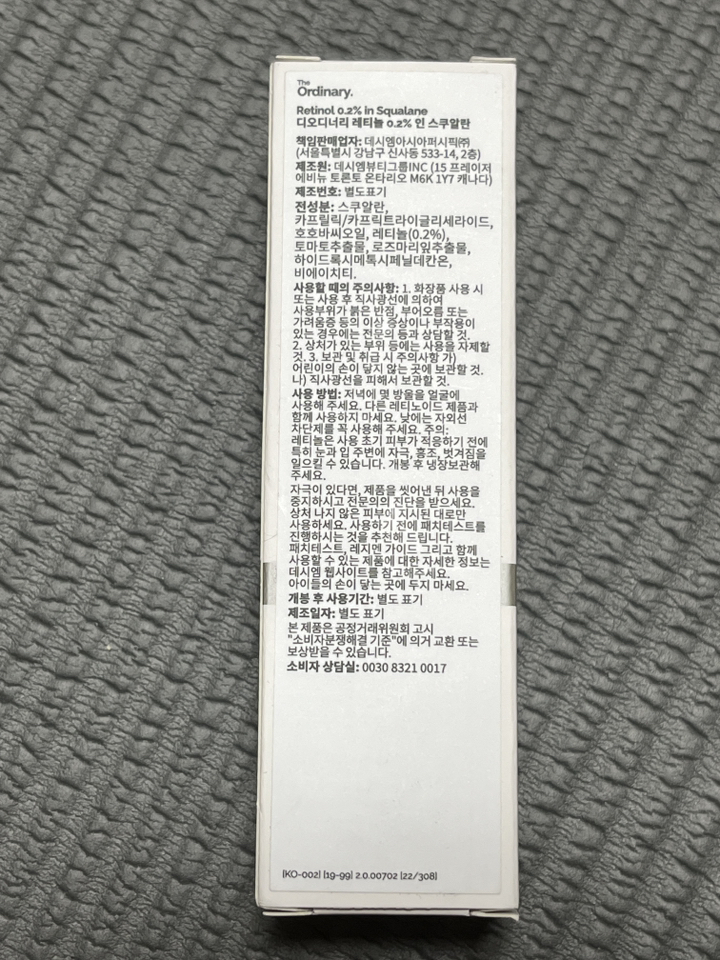 The
Ordinary.
Retinol 0.2% in Squalane
디오디너리 레티놀 0.2% 인 스쿠알란
책임판매업자: 데시엠아시아퍼시픽㈜
(서울특별시 강남구 신사동 533-14, 2층)
제조원: 데시엠뷰티그룹INC (15 프레이저
에비뉴 토론토 온타리오 M6K 1Y7 캐나다)
제조번호: 별도표기
전성분: 스쿠알란,
카프릴릭/카프릭트라이글리세라이드,
호호바씨오일, 레티놀(0.2%),
토마토추출물, 로즈마리잎추출물,
하이드록시메톡시페닐데칸온,
비에이치티.
사용할 때의 주의사항: 1. 화장품 사용 시
또는 사용 후 직사광선에 의하여
사용부위가 붉은 반점, 부어오름 또는
가려움증 등의 이상 증상이나 부작용이
있는 경우에는 전문의 등과 상담할 것.
2. 상처가 있는 부위 등에는 사용을 자제할
것. 3. 보관 및 취급 시 주의사항 가)
어린이의 손이 닿지 않는 곳에 보관할 것.
나) 직사광선을 피해서 보관할 것.
사용 방법: 저녁에 몇 방울을 얼굴에
사용해 주세요. 다른 레티노이드 제품과
함께 사용하지 마세요. 낮에는 자외선
차단제를 꼭 사용해 주세요. 주의:
레티놀은 사용 초기 피부가 적응하기 전에
특히 눈과 입 주변에 자극, 홍조, 벗겨짐을
일으킬 수 있습니다. 개봉 후 냉장보관해
주세요.
자극이 있다면, 제품을 씻어낸 뒤 사용을
중지하시고 전문의의 진단을 받으세요.
상처 나지 않은 피부에 지시된 대로만
사용하세요. 사용하기 전에 패치테스트를
진행하시는 것을 추천해 드립니다.
패치테스트, 레지멘 가이드 그리고 함께
사용할 수 있는 제품에 대한 자세한 정보는
데시엠 웹사이트를 참고해주세요.
아이들의 손이 닿는 곳에 두지 마세요.
개봉 후 사용기간: 별도 표기
제조일자: 별도 표기
본 제품은 공정거래위원회 고시
"소비자분쟁해결 기준"에 의거 교환 또는
보상받을 수 있습니다.
소비자 상담실: 0030 8321 0017
[KO-002] [19-99] 2.0.00702 [22/308]